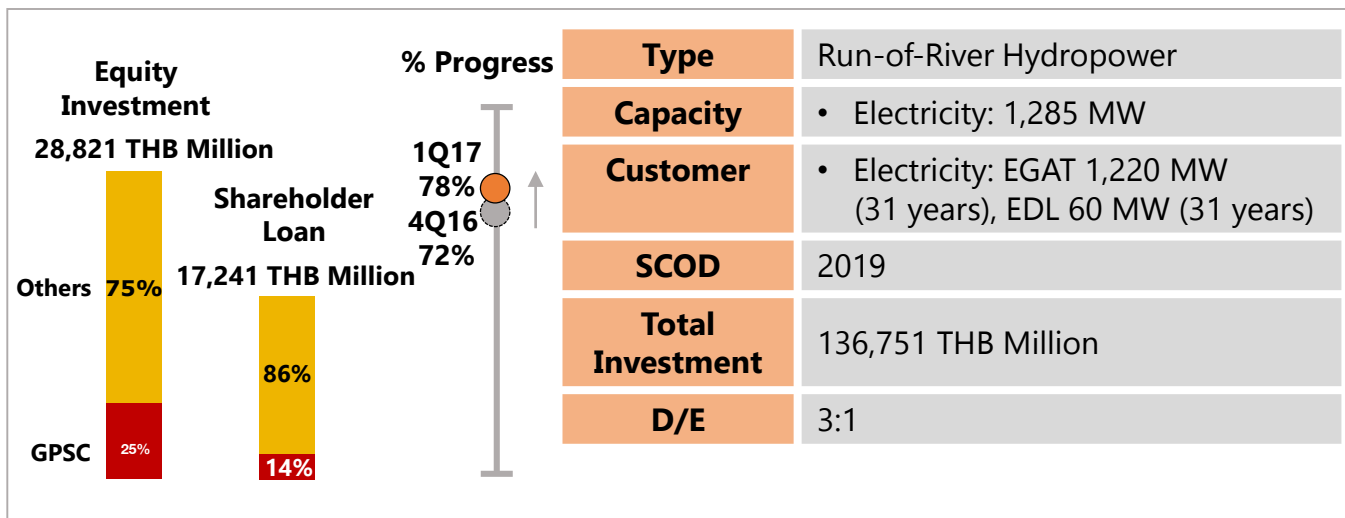 Equity
Investment
28,821 THB Million
Others
75%
GPSC
25%
Shareholder
Loan
17,241 THB Million
86%
14%
% Progress
1Q17
78%
4Q16
72%
Type
Run-of-River Hydropower
Capacity
• Electricity: 1,285 MW
Customer
• Electricity: EGAT 1,220 MW
(31 years), EDL 60 MW (31 years)
SCOD
2019
Total
Investment
136,751 THB Million
D/E
3:1